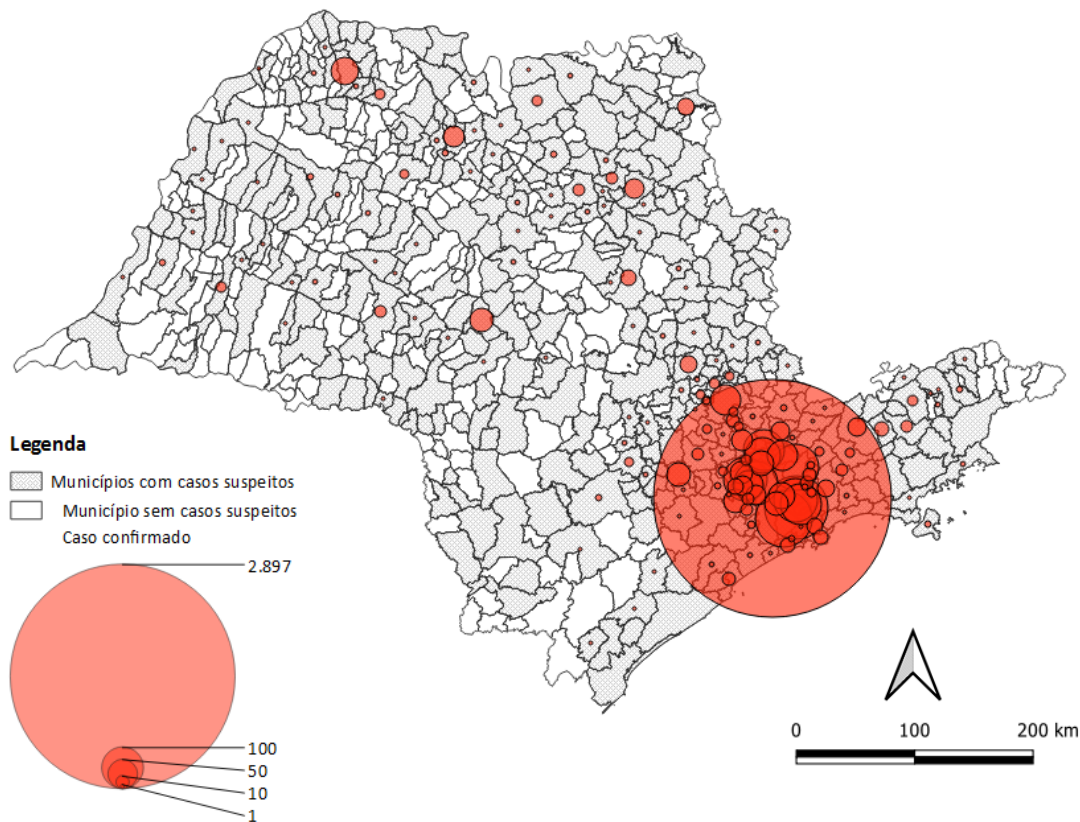 Legenda
Municípios com casos suspeitos
Município sem casos suspeitos
Caso confirmado
2.897
100
50
10
1
0 100 200 km